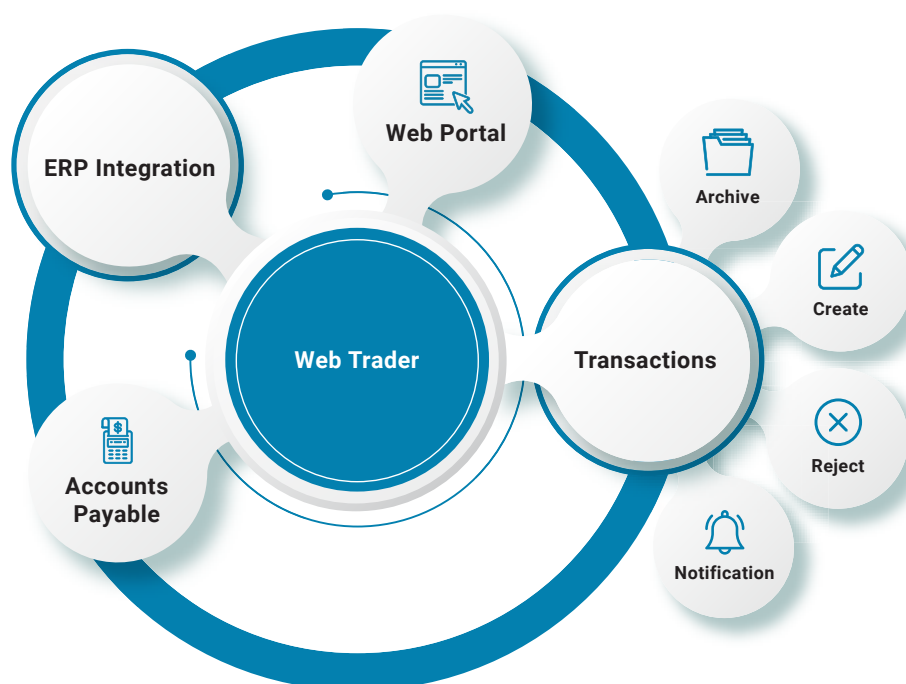 Web Portal
ERP Integration
Archive
Create
Web Trader
Transactions
Reject
Accounts
Payable
$
Notification